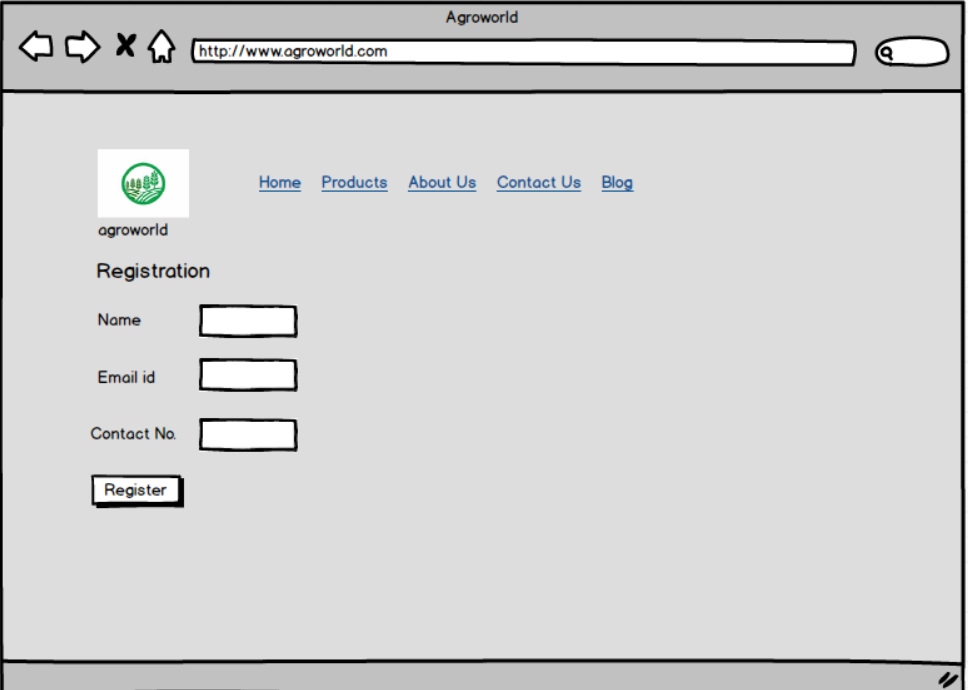 Agroworld
http://www.agroworld.com
Home Products About Us Contact Us Blog
agroworld
Registration
Name
Email id
Contact No.
Register